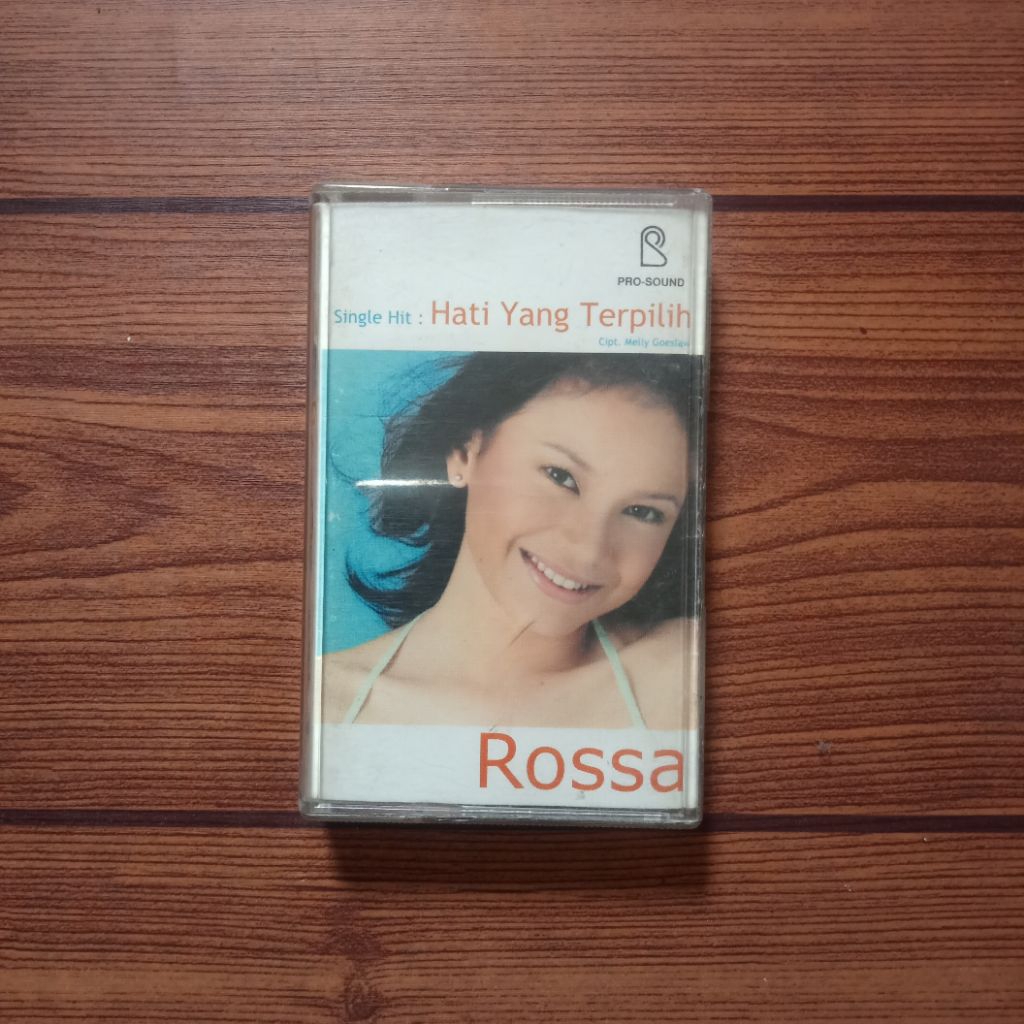 PRO-SOUND
Single Hit : Hati Yang Terpilih
Cipt. Melly Goeslaw
Rossa